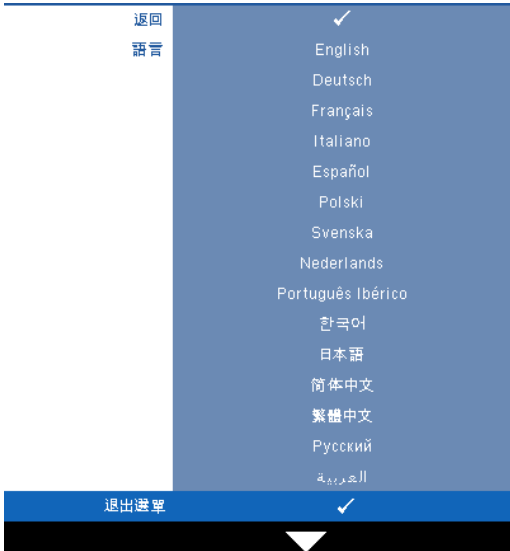 返回 ✓
語言 English
Deutsch
Français
Italiano
Español
Polski
Svenska
Nederlands
Português Ibérico
한국어
日本語
简体中文
繁體中文
Русский
العربية
退出選單 ✓